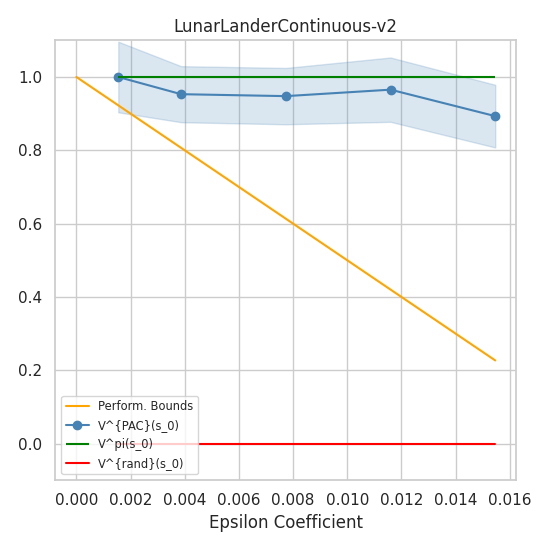 LunarLanderContinuous-v2
1.0
0.8
0.6
0.4
0.2
0.0
Perform. Bounds
V^{PAC}(s_0)
V^pi(s_0)
V^{rand}(s_0)
0.000 0.002 0.004 0.006 0.008 0.010 0.012 0.014 0.016
Epsilon Coefficient